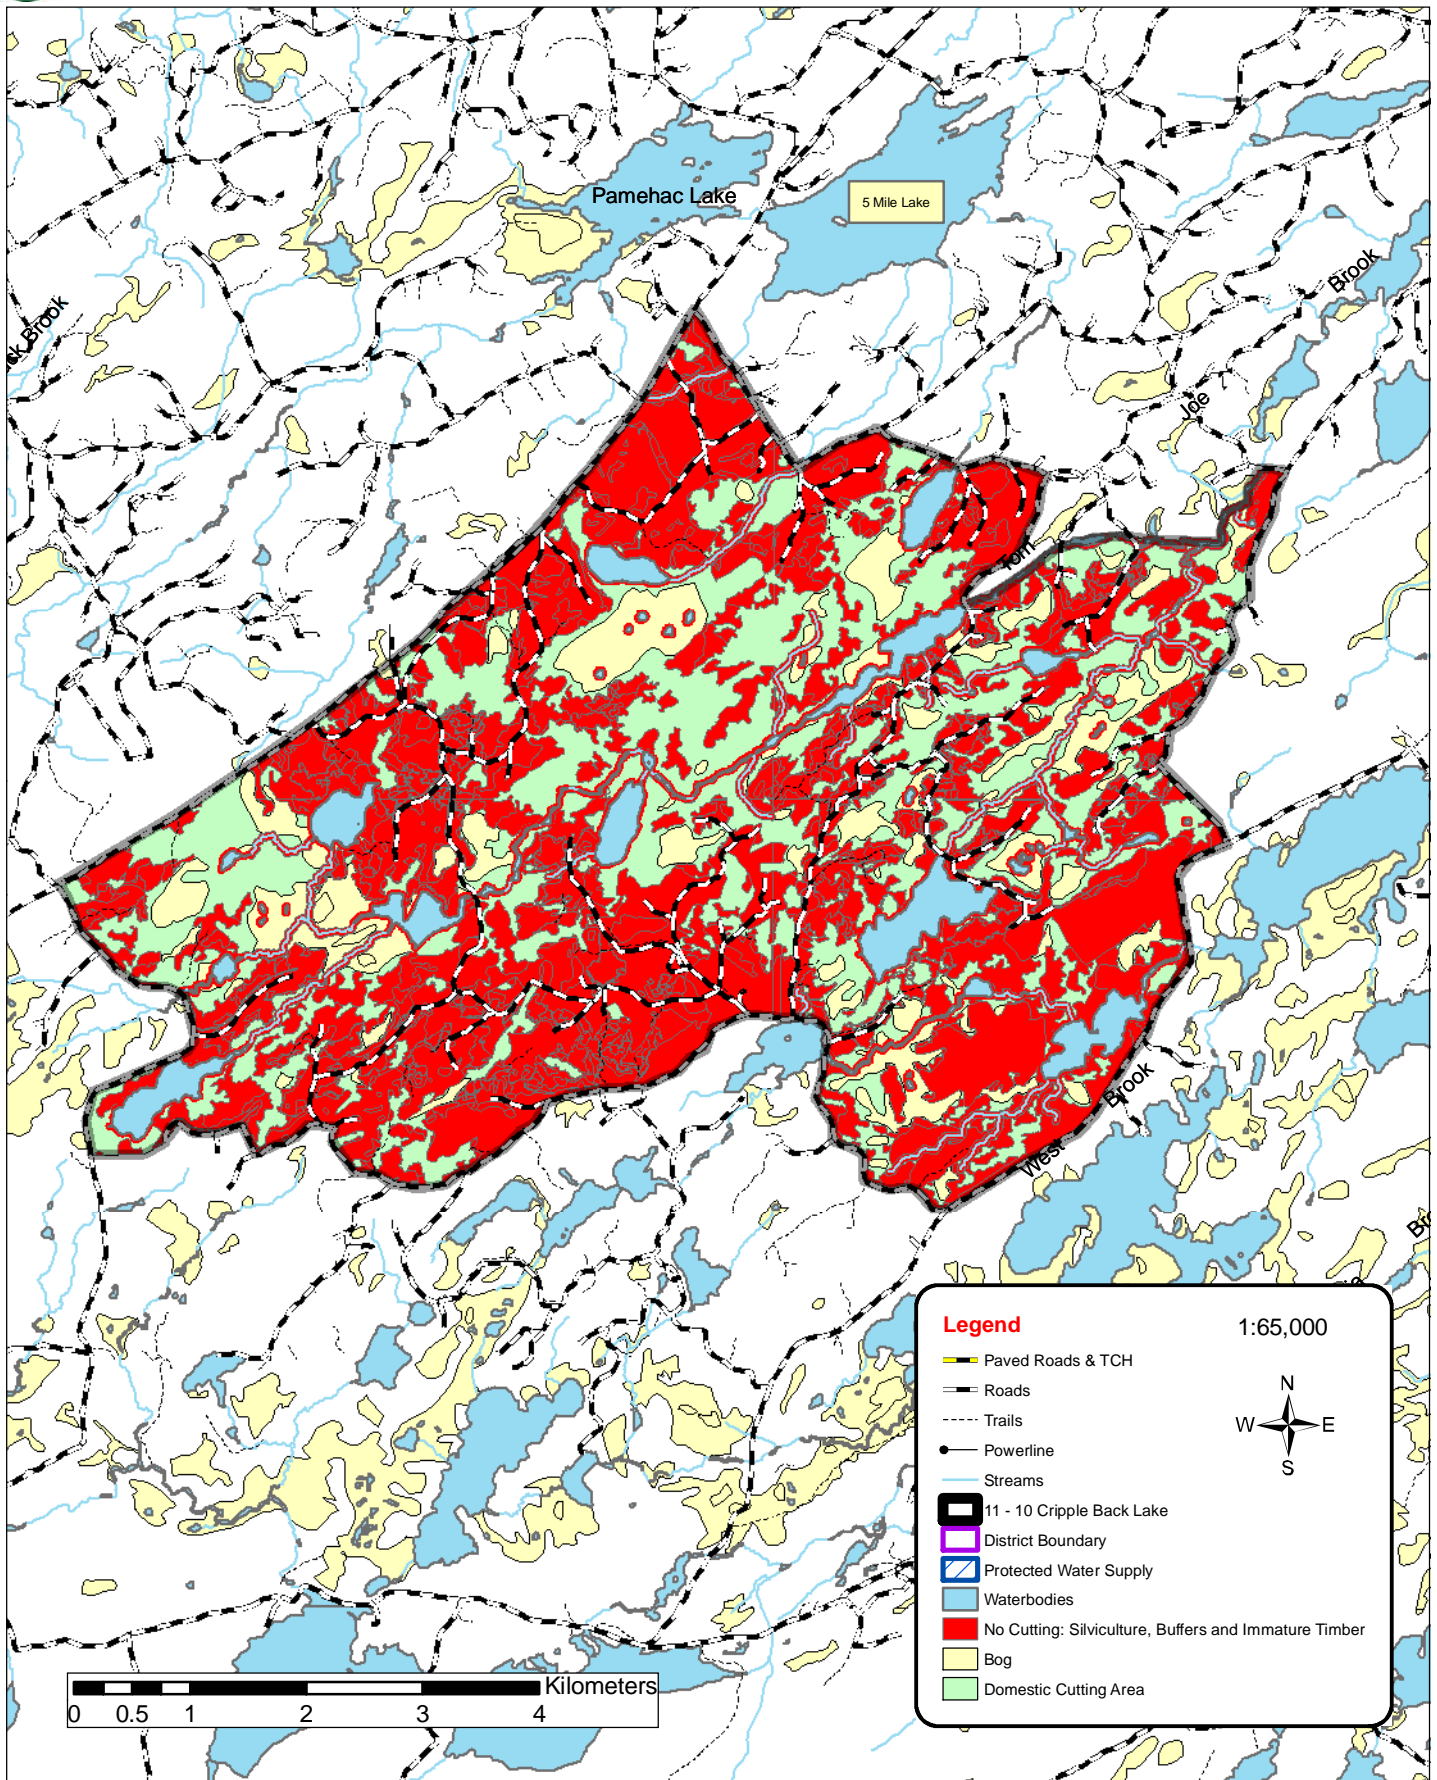 Pamehac Lake
5 Mile Lake
Brook
ck Brook
Joe
Tom
Brook
West
Legend
1:65,000
Paved Roads & TCH
Roads
Trails
Powerline
Streams
11 - 10 Cripple Back Lake
District Boundary
Protected Water Supply
Waterbodies
No Cutting: Silviculture, Buffers and Immature Timber
Bog
Domestic Cutting Area
N
W E
S
Kilometers
0 0.5 1 2 3 4